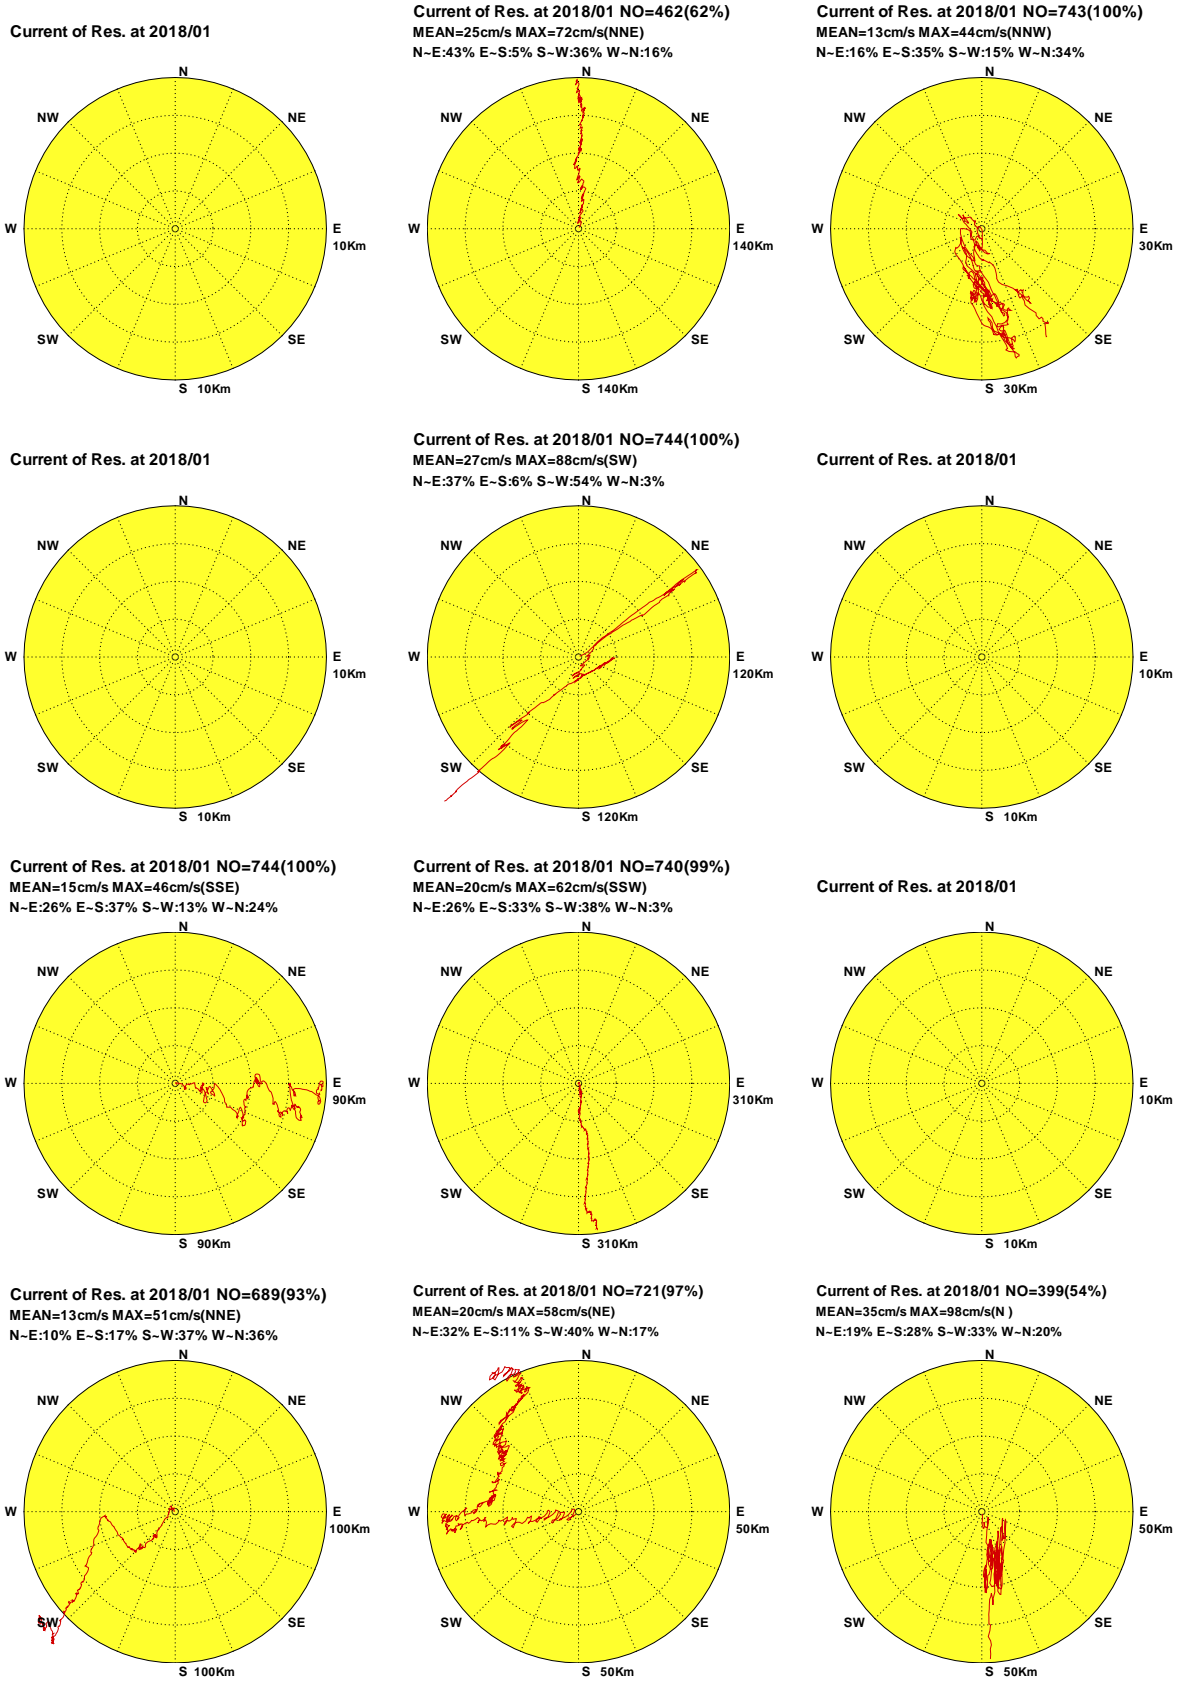 Current of Res. at 2018/01
N
NW
NE
W
E
10Km
SW
SE
S 10Km
Current of Res. at 2018/01 NO=462(62%)
MEAN=25cm/s MAX=72cm/s(NNE)
N~E:43% E~S:5% S~W:36% W~N:16%
N
NW
NE
W
E
140Km
SW
SE
S 140Km
Current of Res. at 2018/01 NO=743(100%)
MEAN=13cm/s MAX=44cm/s(NNW)
N~E:16% E~S:35% S~W:15% W~N:34%
N
NW
NE
W
E
30Km
SW
SE
S 30Km
Current of Res. at 2018/01
N
NW
NE
W
E
10Km
SW
SE
S 10Km
Current of Res. at 2018/01 NO=744(100%)
MEAN=27cm/s MAX=88cm/s(SW)
N~E:37% E~S:6% S~W:54% W~N:3%
N
NW
NE
W
E
120Km
SW
SE
S 120Km
Current of Res. at 2018/01
N
NW
NE
W
E
10Km
SW
SE
S 10Km
Current of Res. at 2018/01 NO=744(100%)
MEAN=15cm/s MAX=46cm/s(SSE)
N~E:26% E~S:37% S~W:13% W~N:24%
N
NW
NE
W
E
90Km
SW
SE
S 90Km
Current of Res. at 2018/01 NO=740(99%)
MEAN=20cm/s MAX=62cm/s(SSW)
N~E:26% E~S:33% S~W:38% W~N:3%
N
NW
NE
W
E
310Km
SW
SE
S 310Km
Current of Res. at 2018/01
N
NW
NE
W
E
10Km
SW
SE
S 10Km
Current of Res. at 2018/01 NO=689(93%)
MEAN=13cm/s MAX=51cm/s(NNE)
N~E:10% E~S:17% S~W:37% W~N:36%
N
NW
NE
W
E
100Km
SW
SE
S 100Km
Current of Res. at 2018/01 NO=721(97%)
MEAN=20cm/s MAX=58cm/s(NE)
N~E:32% E~S:11% S~W:40% W~N:17%
N
NW
NE
W
E
50Km
SW
SE
S 50Km
Current of Res. at 2018/01 NO=399(54%)
MEAN=35cm/s MAX=98cm/s(N )
N~E:19% E~S:28% S~W:33% W~N:20%
N
NW
NE
W
E
50Km
SW
SE
S 50Km